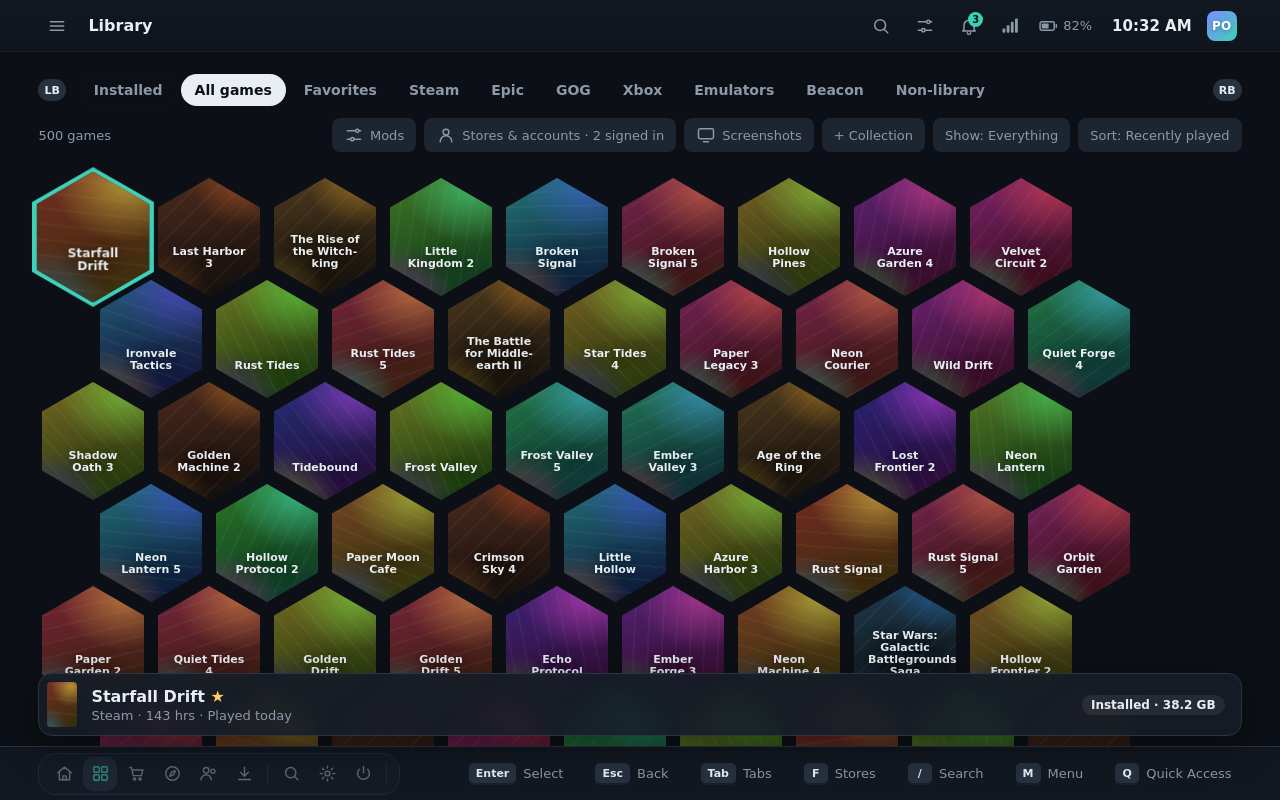 Library
3
82%
10:32 AM
PO
LB
Installed
All games
Favorites
Steam
Epic
GOG
Xbox
Emulators
Beacon
Non-library
RB
500 games
Mods
Stores & accounts · 2 signed in
Screenshots
+ Collection
Show: Everything
Sort: Recently played
Starfall
Drift
Last Harbor
3
The Rise of
the Witch-
king
Little
Kingdom 2
Broken
Signal
Broken
Signal 5
Hollow
Pines
Azure
Garden 4
Velvet
Circuit 2
Ironvale
Tactics
Rust Tides
Rust Tides
5
The Battle
for Middle-
earth II
Star Tides
4
Paper
Legacy 3
Neon
Courier
Wild Drift
Quiet Forge
4
Shadow
Oath 3
Golden
Machine 2
Tidebound
Frost Valley
Frost Valley
5
Ember
Valley 3
Age of the
Ring
Lost
Frontier 2
Neon
Lantern
Neon
Lantern 5
Hollow
Protocol 2
Paper Moon
Cafe
Crimson
Sky 4
Little
Hollow
Azure
Harbor 3
Rust Signal
Rust Signal
5
Orbit
Garden
Paper
Garden 2
Quiet Tides
4
Golden
Drift
Golden
Drift 5
Echo
Protocol
Ember
Forge 3
Neon
Machine 4
Star Wars:
Galactic
Battlegrounds
Saga
Hollow
Frontier 2
Starfall Drift ★
Steam · 143 hrs · Played today
Installed · 38.2 GB
Enter Select
Esc Back
Tab Tabs
F Stores
/ Search
M Menu
Q Quick Access